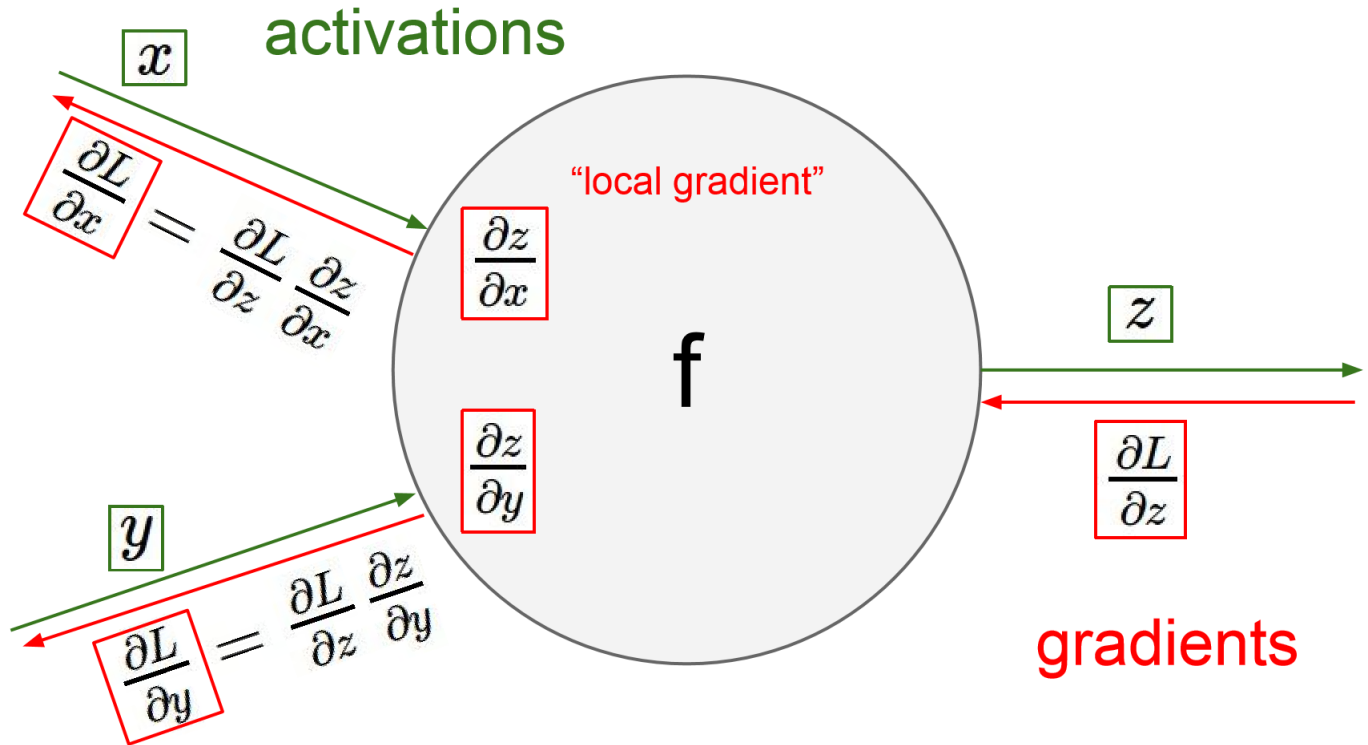 activations
x
∂L/∂x = ∂L/∂z ∂z/∂x
“local gradient”
∂z/∂x
f
z
∂L/∂z
∂z/∂y
y
∂L/∂y = ∂L/∂z ∂z/∂y
gradients